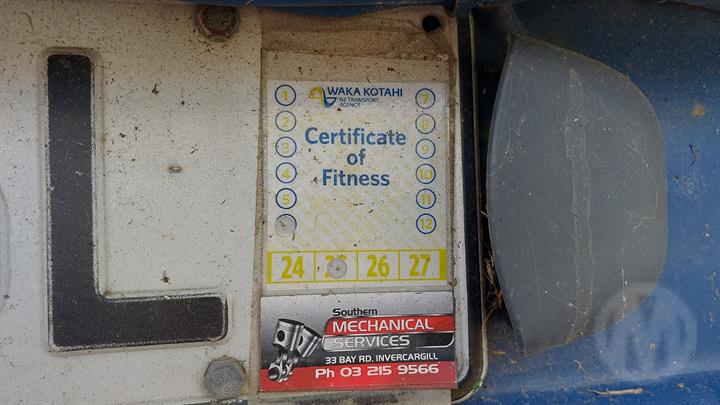 L
WAKA KOTAHI
NZ TRANSPORT
AGENCY
1 7
2 8
Certificate
3 9
of
4 10
Fitness
5 11
12
24 26 27
Southern
MECHANICAL
SERVICES
33 BAY RD, INVERCARGILL
Ph 03 215 9566
M